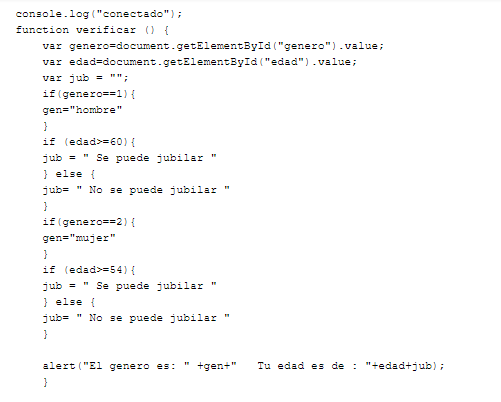 console.log("conectado");
function verificar () {
var genero=document.getElementById("genero").value;
var edad=document.getElementById("edad").value;
var jub = "";
if(genero==1){
gen="hombre"
}
if (edad>=60){
jub = " Se puede jubilar "
} else {
jub= " No se puede jubilar "
}
if(genero==2){
gen="mujer"
}
if (edad>=54){
jub = " Se puede jubilar "
} else {
jub= " No se puede jubilar "
}
alert("El genero es: " +gen+"   Tu edad es de : "+edad+jub);
}